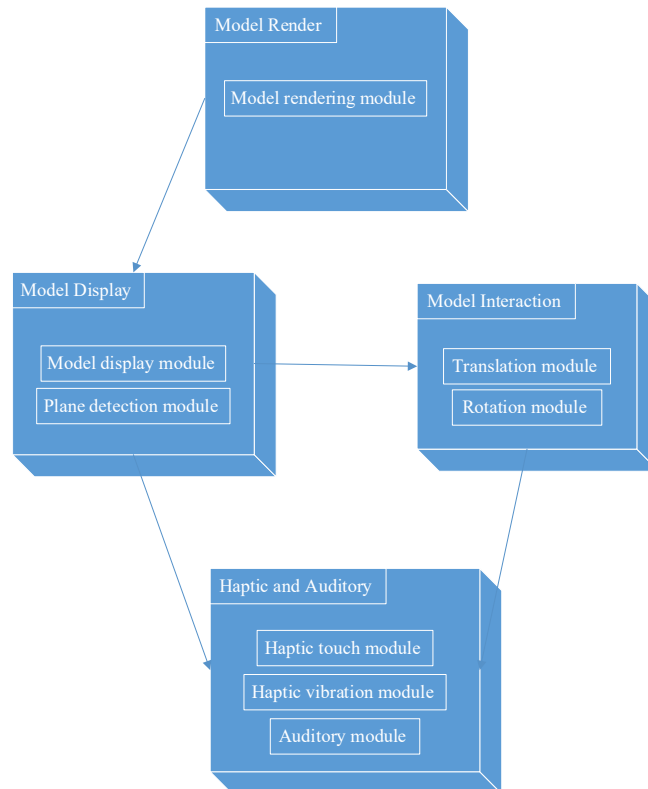 Model Render
Model rendering module
Model Display
Model display module
Plane detection module
Model Interaction
Translation module
Rotation module
Haptic and Auditory
Haptic touch module
Haptic vibration module
Auditory module